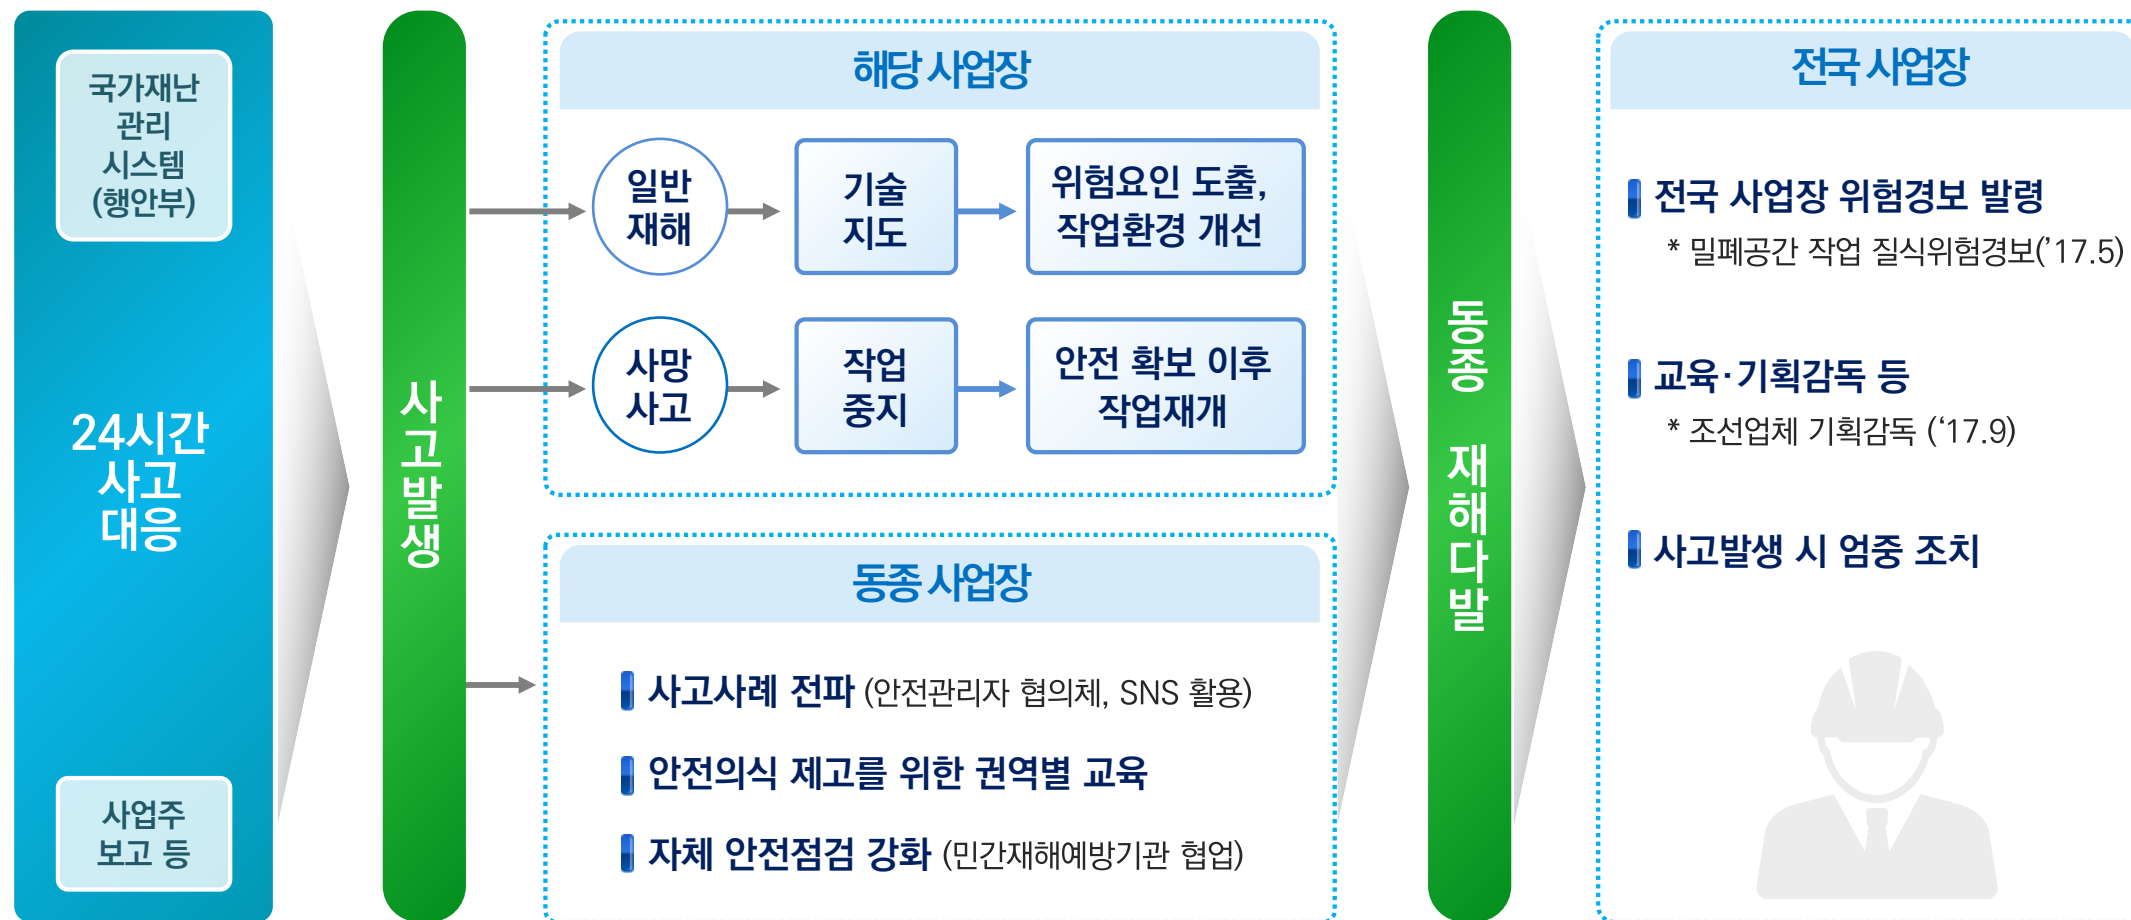 국가재난
관리
시스템
(행안부)
24시간
사고
대응
사업주
보고 등
사고발생
해당 사업장
일반
재해
기술
지도
위험요인 도출,
작업환경 개선
사망
사고
작업
중지
안전 확보 이후
작업재개
동종 사업장
사고사례 전파 (안전관리자 협의체, SNS 활용)
안전의식 제고를 위한 권역별 교육
자체 안전점검 강화 (민간재해예방기관 협업)
동종 재해다발
전국 사업장
전국 사업장 위험경보 발령
* 밀폐공간 작업 질식위험경보(’17.5)
교육·기획감독 등
* 조선업체 기획감독 (‘17.9)
사고발생 시 엄중 조치